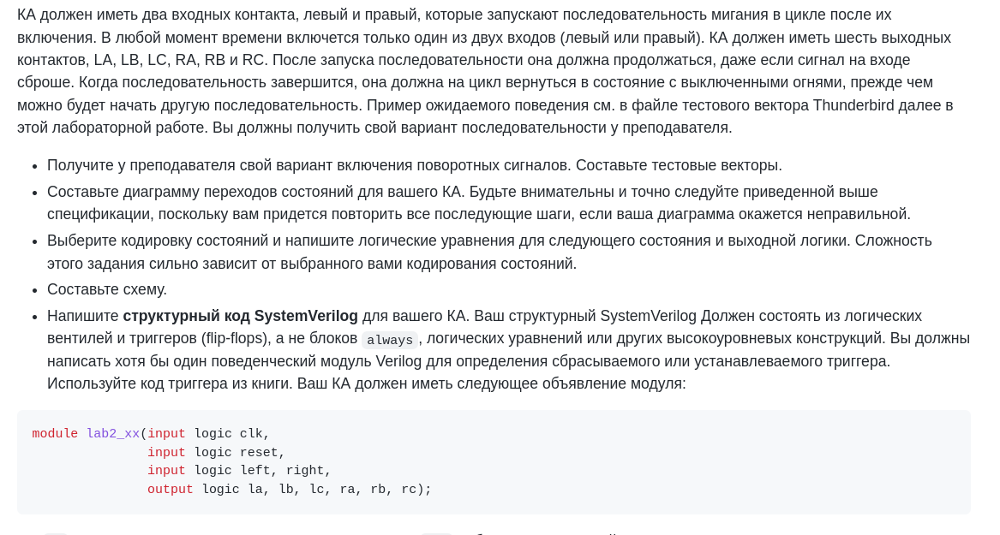 КА должен иметь два входных контакта, левый и правый, которые запускают последовательность мигания в цикле после их
включения. В любой момент времени включется только один из двух входов (левый или правый). КА должен иметь шесть выходных
контактов, LA, LB, LC, RA, RB и RC. После запуска последовательности она должна продолжаться, даже если сигнал на входе
сброше. Когда последовательность завершится, она должна на цикл вернуться в состояние с выключенными огнями, прежде чем
можно будет начать другую последовательность. Пример ожидаемого поведения см. в файле тестового вектора Thunderbird далее в
этой лабораторной работе. Вы должны получить свой вариант последовательности у преподавателя.
• Получите у преподавателя свой вариант включения поворотных сигналов. Составьте тестовые векторы.
• Составьте диаграмму переходов состояний для вашего КА. Будьте внимательны и точно следуйте приведенной выше
спецификации, поскольку вам придется повторить все последующие шаги, если ваша диаграмма окажется неправильной.
• Выберите кодировку состояний и напишите логические уравнения для следующего состояния и выходной логики. Сложность
этого задания сильно зависит от выбранного вами кодирования состояний.
• Составьте схему.
• Напишите структурный код SystemVerilog для вашего КА. Ваш структурный SystemVerilog Должен состоять из логических
вентилей и триггеров (flip-flops), а не блоков always, логических уравнений или других высокоуровневых конструкций. Вы должны
написать хотя бы один поведенческий модуль Verilog для определения сбрасываемого или устанавлеваемого триггера.
Используйте код триггера из книги. Ваш КА должен иметь следующее объявление модуля:
module lab2_xx(input logic clk,
input logic reset,
input logic left, right,
output logic la, lb, lc, ra, rb, rc);